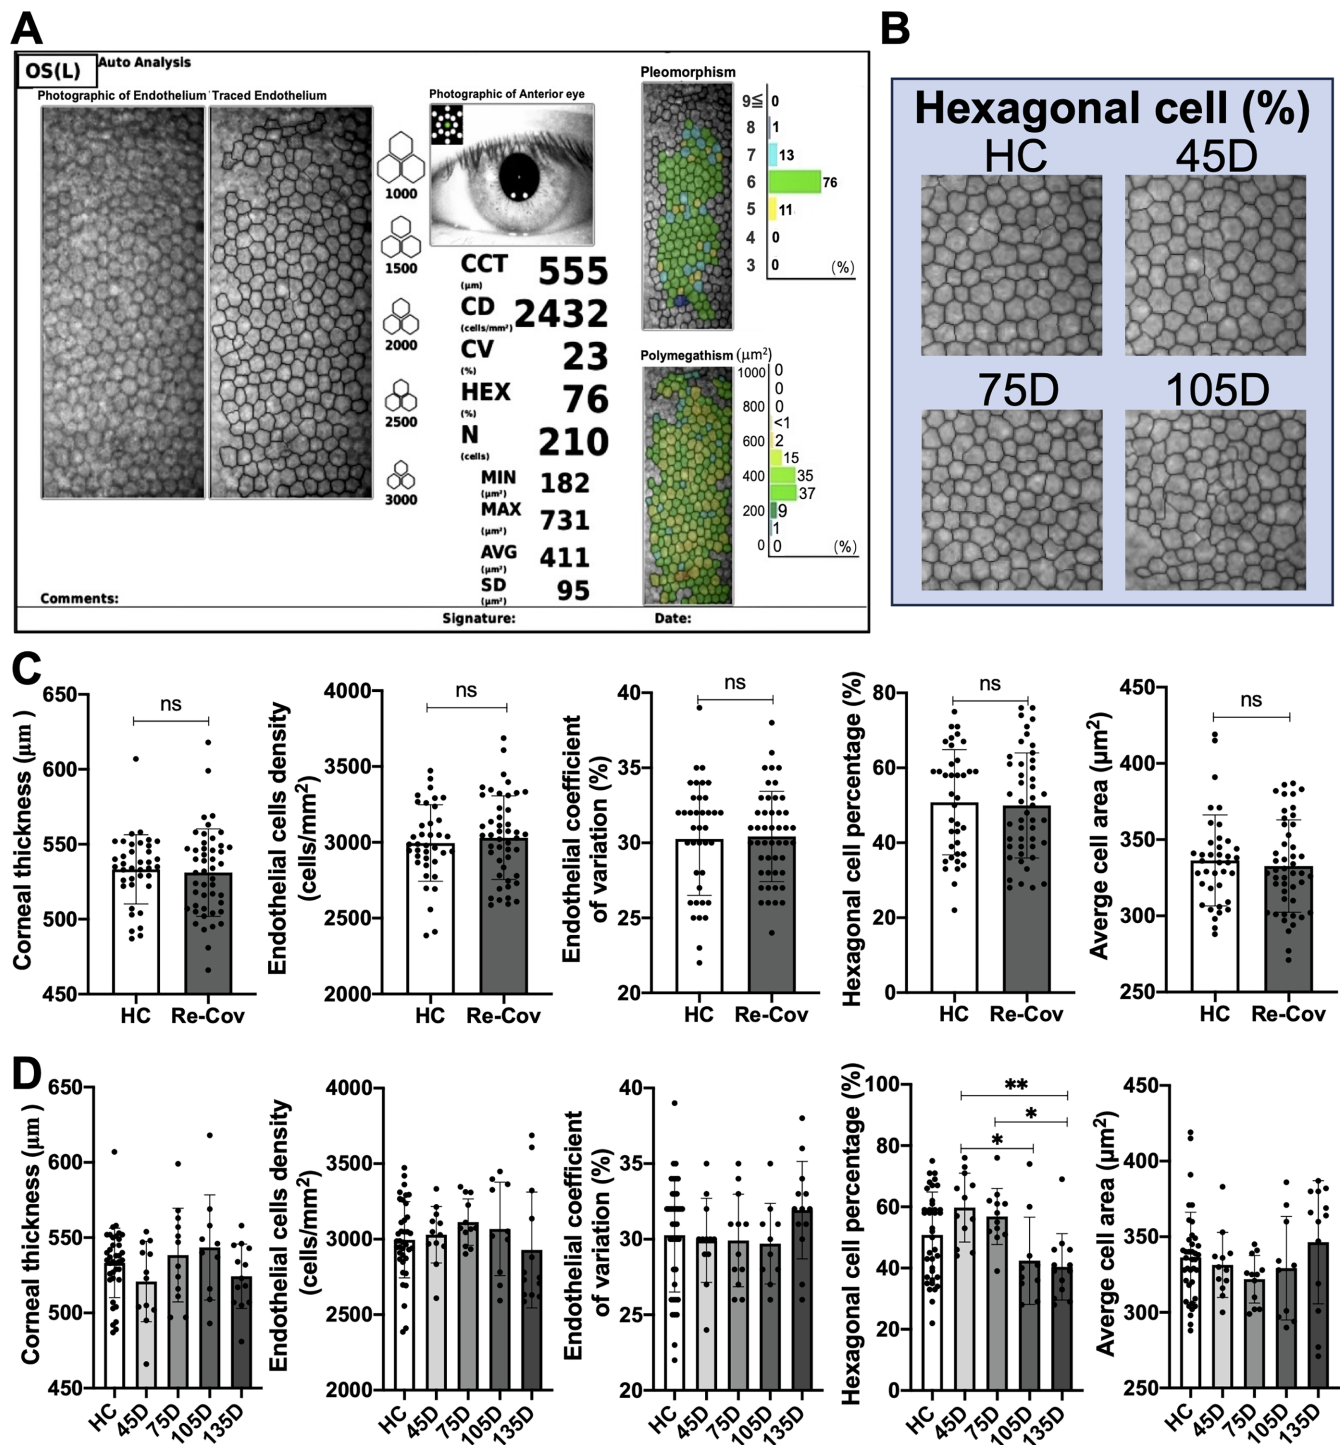 A
OS(L)
Auto Analysis
Photographic of Endothelium
Traced Endothelium
1000
1500
2000
2500
3000
Photographic of Anterior eye
CCT 555
(μm)
CD 2432
(cells/mm²)
CV 23
(%)
HEX 76
(%)
N 210
(cells)
MIN 182
(μm²)
MAX 731
(μm²)
AVG 411
(μm²)
SD 95
(μm²)
Pleomorphism
9≦ 0
8 1
7 13
6 76
5 11
4 0
3 0
(%)
Polymegathism (μm²)
1000 0
0
800 0
<1
600 2
15
400 35
37
200 9
1
0 0
(%)
Comments:
Signature:
Date:
B
Hexagonal cell (%)
HC
45D
75D
105D
C
Corneal thickness (μm )
650
600
550
500
450
ns
HC Re-Cov
Endothelial cells density
(cells/mm2)
4000
3500
3000
2500
2000
ns
HC Re-Cov
Endothelial coefficient
of variation (%)
40
35
30
25
20
ns
HC Re-Cov
Hexagonal cell percentage (%)
80
60
40
20
0
ns
HC Re-Cov
Averge cell area (μm²)
450
400
350
300
250
ns
HC Re-Cov
D
Corneal thickness (μm )
650
600
550
500
450
HC 45D 75D 105D 135D
Endothelial cells density
(cells/mm2)
4000
3500
3000
2500
2000
HC 45D 75D 105D 135D
Endothelial coefficient
of variation (%)
40
35
30
25
20
HC 45D 75D 105D 135D
Hexagonal cell percentage (%)
100
80
60
40
20
0
**
*
*
HC 45D 75D 105D 135D
Averge cell area (μm²)
450
400
350
300
250
HC 45D 75D 105D 135D